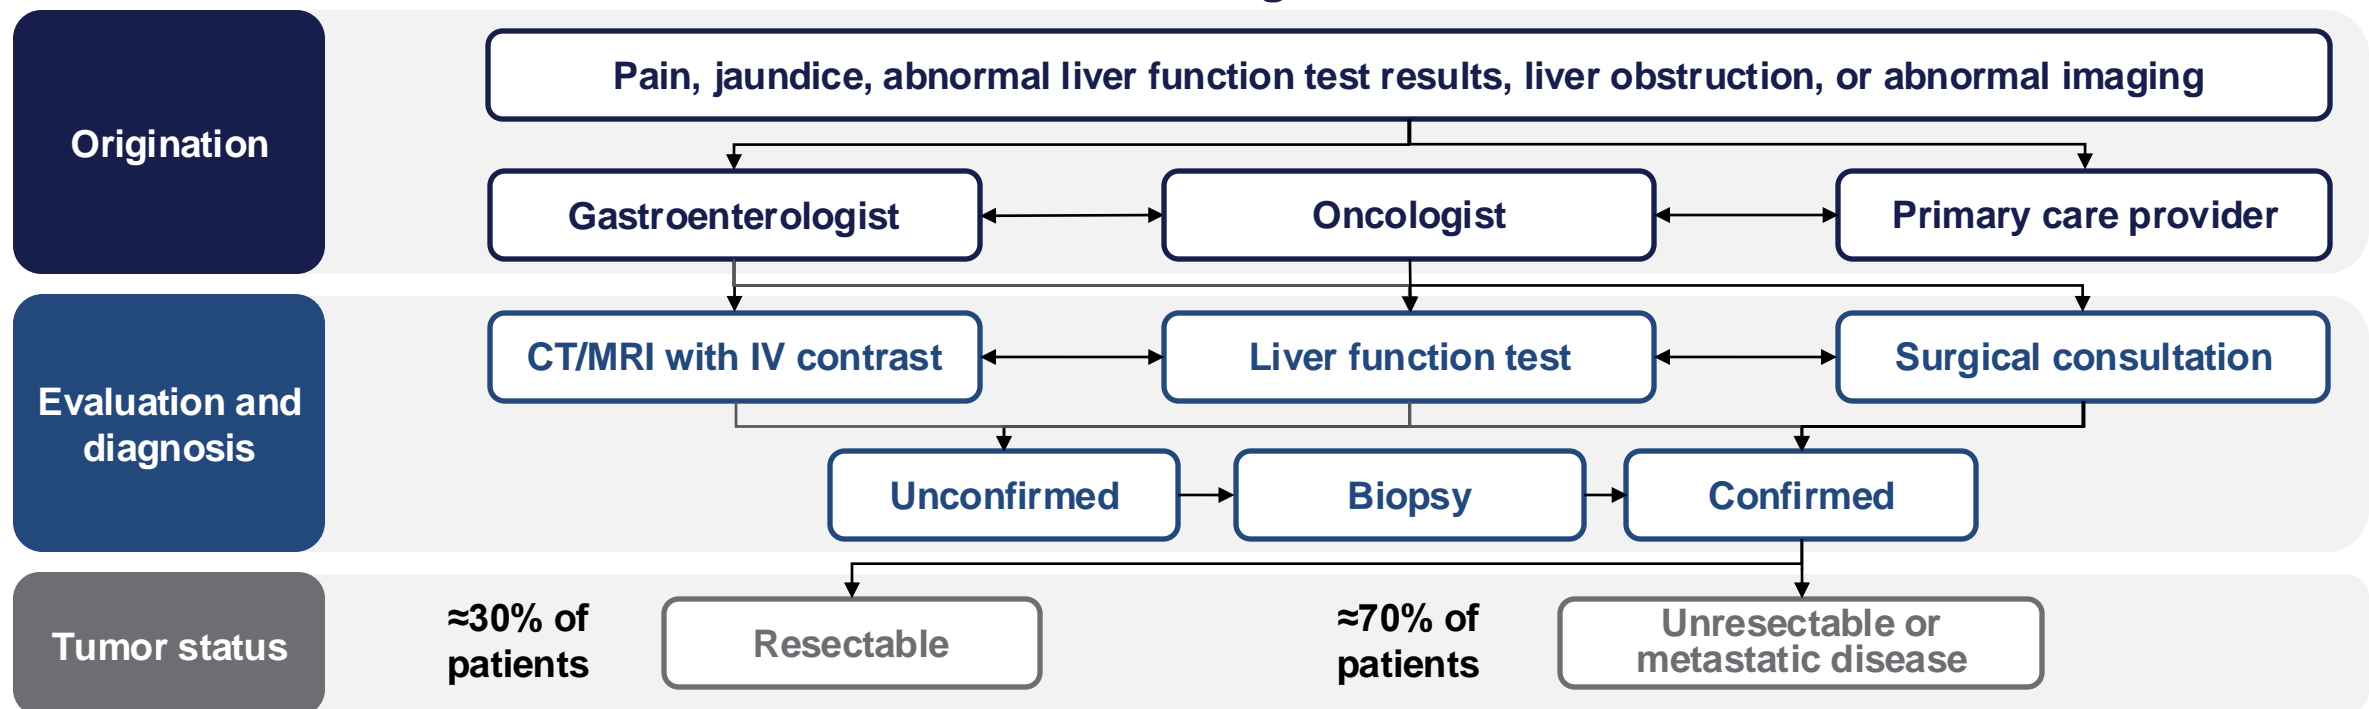 Origination
Pain, jaundice, abnormal liver function test results, liver obstruction, or abnormal imaging
Gastroenterologist
Oncologist
Primary care provider
Evaluation and
diagnosis
CT/MRI with IV contrast
Liver function test
Surgical consultation
Unconfirmed
Biopsy
Confirmed
Tumor status
≈30% of
patients
Resectable
≈70% of
patients
Unresectable or
metastatic disease